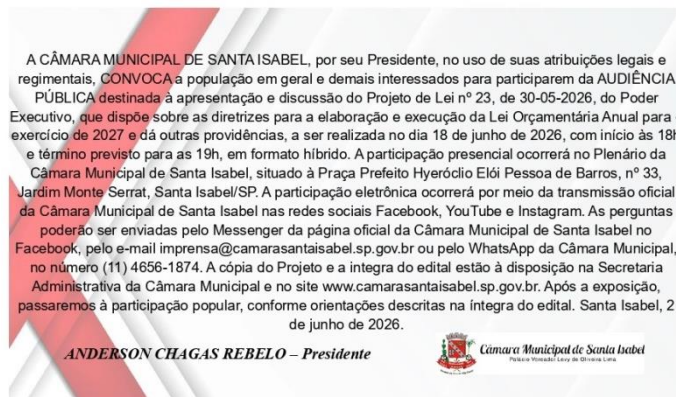 A CÂMARA MUNICIPAL DE SANTA ISABEL, por seu Presidente, no uso de suas atribuições legais e
regimentais, CONVOCA a população em geral e demais interessados para participarem da AUDIÊNCIA
PÚBLICA destinada à apresentação e discussão do Projeto de Lei nº 23, de 30-05-2026, do Poder
Executivo, que dispõe sobre as diretrizes para a elaboração e execução da Lei Orçamentária Anual para
exercício de 2027 e dá outras providências, a ser realizada no dia 18 de junho de 2026, com início às 18h
e término previsto para as 19h, em formato híbrido. A participação presencial ocorrerá no Plenário da
Câmara Municipal de Santa Isabel, situado à Praça Prefeito Hyeróclio Elói Pessoa de Barros, nº 33,
Jardim Monte Serrat, Santa Isabel/SP. A participação eletrônica ocorrerá por meio da transmissão oficial
da Câmara Municipal de Santa Isabel nas redes sociais Facebook, YouTube e Instagram. As perguntas
poderão ser enviadas pelo Messenger da página oficial da Câmara Municipal de Santa Isabel no
Facebook, pelo e-mail imprensa@camarasantaisabel.sp.gov.br ou pelo WhatsApp da Câmara Municipal,
no número (11) 4656-1874. A cópia do Projeto e a integra do edital estão à disposição na Secretaria
Administrativa da Câmara Municipal e no site www.camarasantaisabel.sp.gov.br. Após a exposição,
passaremos à participação popular, conforme orientações descritas na íntegra do edital. Santa Isabel, 2
de junho de 2026.
ANDERSON CHAGAS REBELO – Presidente
Câmara Municipal de Santa Isabel
Palácio Vereador Levy de Oliveira Lima